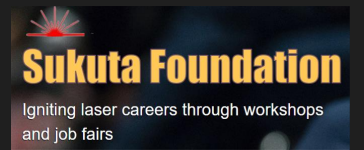 Sukuta Foundation
Igniting laser careers through workshops
and job fairs